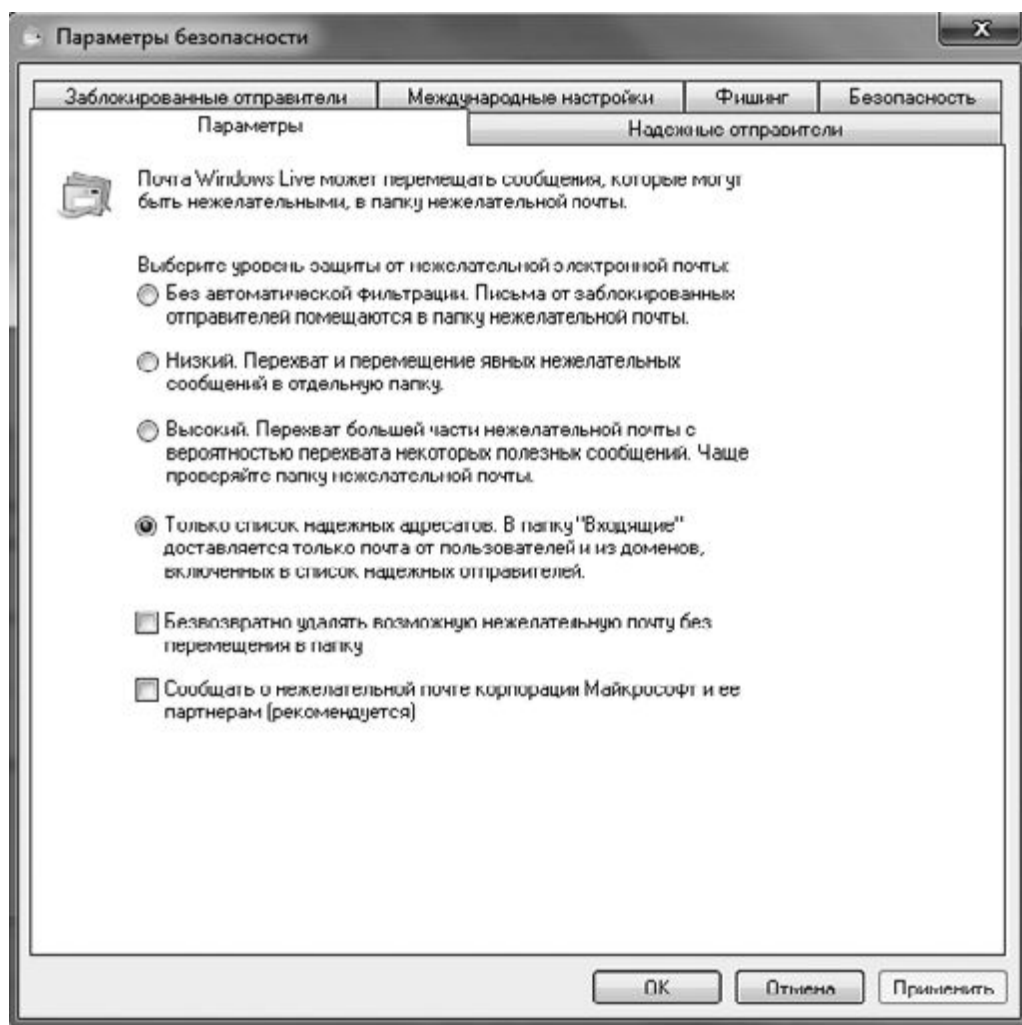 Параметры безопасности
Заблокированные отправители Международные настройки Фишинг Безопасность
Параметры Надежные отправители
Почта Windows Live может перемещать сообщения, которые могут
быть нежелательными, в папку нежелательной почты.
Выберите уровень защиты от нежелательной электронной почты:
Без автоматической фильтрации. Письма от заблокированных
отправителей помещаются в папку нежелательной почты.
Низкий. Перехват и перемещение явных нежелательных
сообщений в отдельную папку.
Высокий. Перехват большей части нежелательной почты с
вероятностью перехвата некоторых полезных сообщений. Чаще
проверяйте папку нежелательной почты.
Только список надежных адресатов. В папку "Входящие"
доставляется только почта от пользователей и из доменов,
включенных в список надежных отправителей.
Безвозвратно удалять возможную нежелательную почту без
перемещения в папку
Сообщать о нежелательной почте корпорации Майкрософт и ее
партнерам (рекомендуется)
OK Отмена Применить